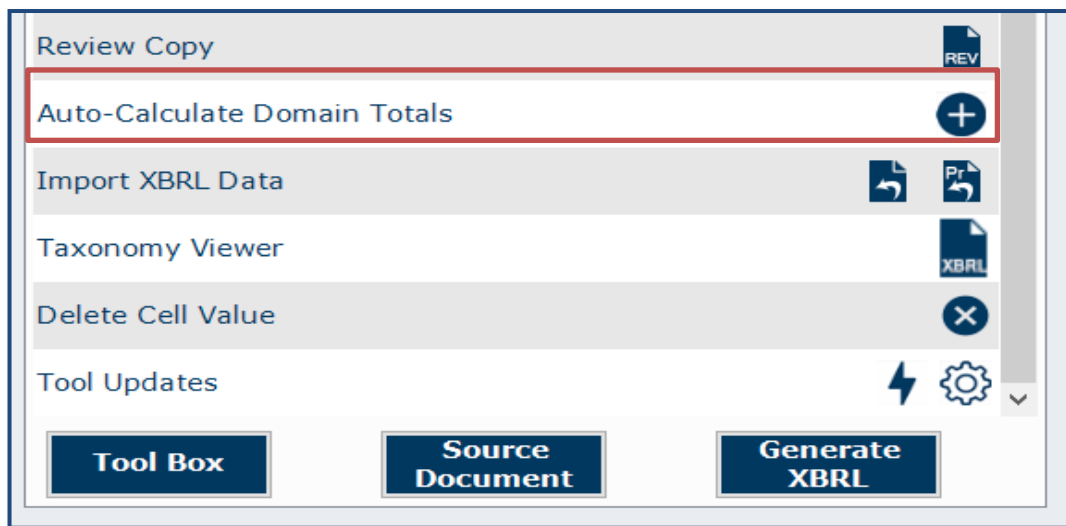 Review Copy
REV
Auto-Calculate Domain Totals
Import XBRL Data
Pr
Taxonomy Viewer
XBRL
Delete Cell Value
Tool Updates
Tool Box
Source
Document
Generate
XBRL